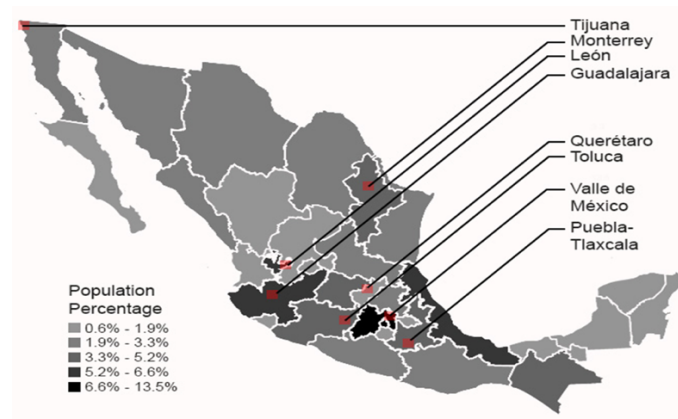 Tijuana
Monterrey
León
Guadalajara
Querétaro
Toluca
Valle de
México
Puebla-
Tlaxcala
Population
Percentage
0.6% - 1.9%
1.9% - 3.3%
3.3% - 5.2%
5.2% - 6.6%
6.6% - 13.5%